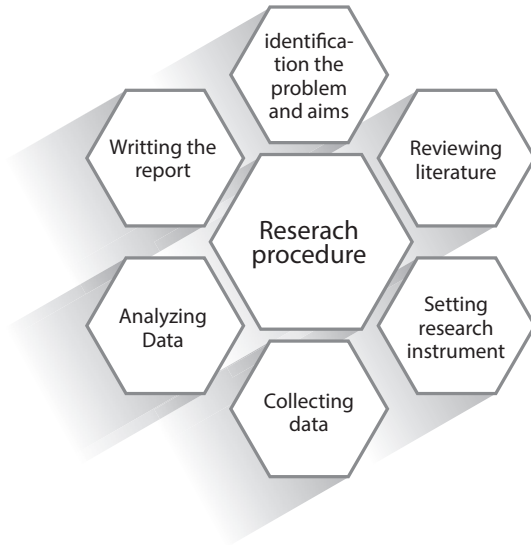 identifica-
tion the
problem
and aims
Writting the
report
Reviewing
literature
Reserach
procedure
Analyzing
Data
Setting
research
instrument
Collecting
data